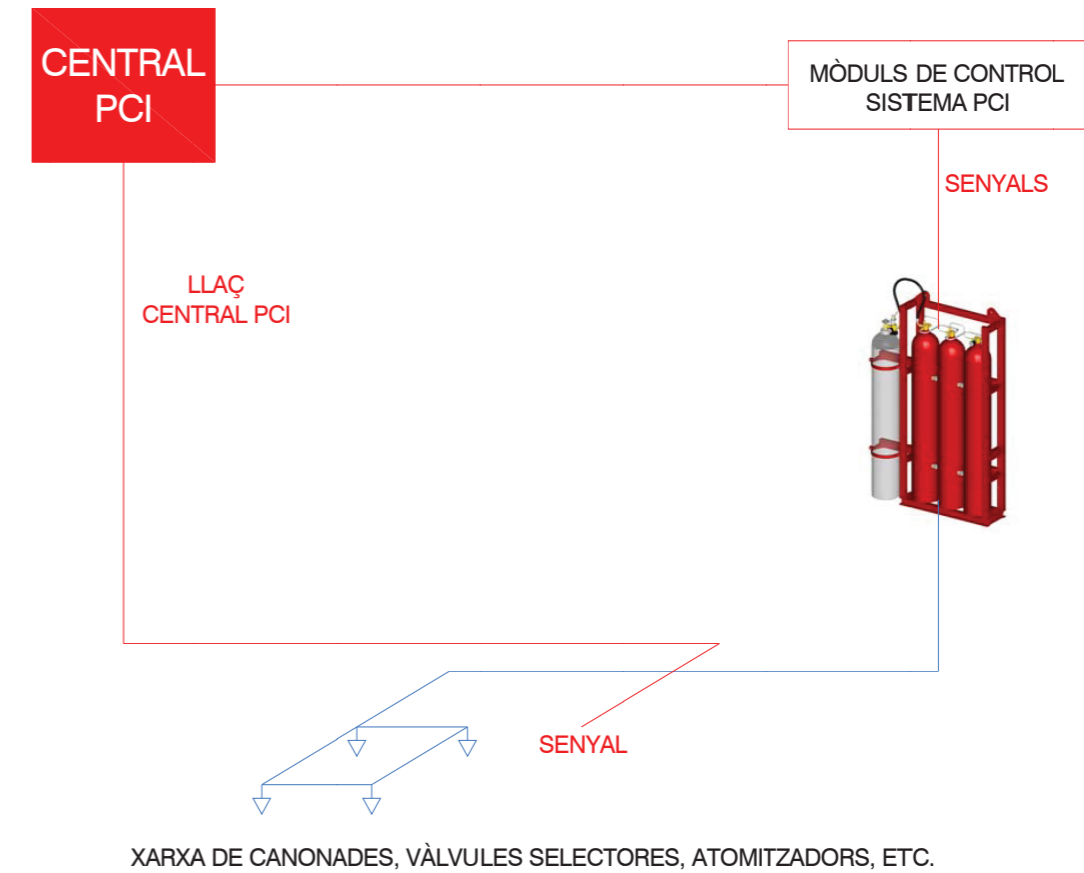 CENTRAL
PCI
MÒDULS DE CONTROL
SISTEMA PCI
SENYALS
LLAÇ
CENTRAL PCI
SENYAL
XARXA DE CANONADES, VÀLVULES SELECTORES, ATOMITZADORS, ETC.